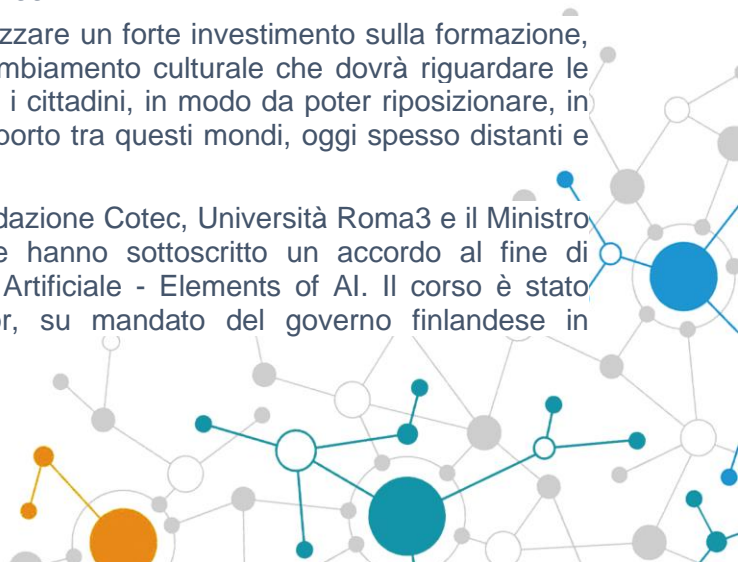 zzare un forte investimento sulla formazione,
mbiamento culturale che dovrà riguardare le
i cittadini, in modo da poter riposizionare, in
porto tra questi mondi, oggi spesso distanti e
dazione Cotec, Università Roma3 e il Ministro
e hanno sottoscritto un accordo al fine di
Artificiale - Elements of AI. Il corso è stato
or, su mandato del governo finlandese in